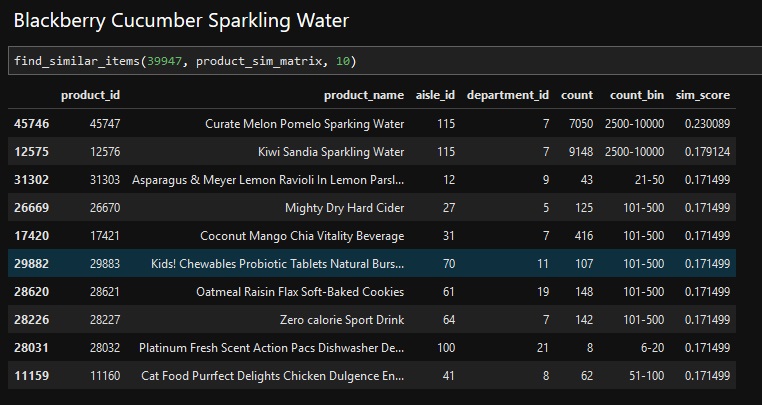 Blackberry Cucumber Sparkling Water
find_similar_items(39947, product_sim_matrix, 10)
product_id product_name aisle_id department_id count count_bin sim_score
45746 45747 Curate Melon Pomelo Sparking Water 115 7 7050 2500-10000 0.230089
12575 12576 Kiwi Sandia Sparkling Water 115 7 9148 2500-10000 0.179124
31302 31303 Asparagus & Meyer Lemon Ravioli In Lemon Parsl... 12 9 43 21-50 0.171499
26669 26670 Mighty Dry Hard Cider 27 5 125 101-500 0.171499
17420 17421 Coconut Mango Chia Vitality Beverage 31 7 416 101-500 0.171499
29882 29883 Kids! Chewables Probiotic Tablets Natural Burs... 70 11 107 101-500 0.171499
28620 28621 Oatmeal Raisin Flax Soft-Baked Cookies 61 19 148 101-500 0.171499
28226 28227 Zero calorie Sport Drink 64 7 142 101-500 0.171499
28031 28032 Platinum Fresh Scent Action Pacs Dishwasher De... 100 21 8 6-20 0.171499
11159 11160 Cat Food Purrfect Delights Chicken Dulgence En... 41 8 62 51-100 0.171499